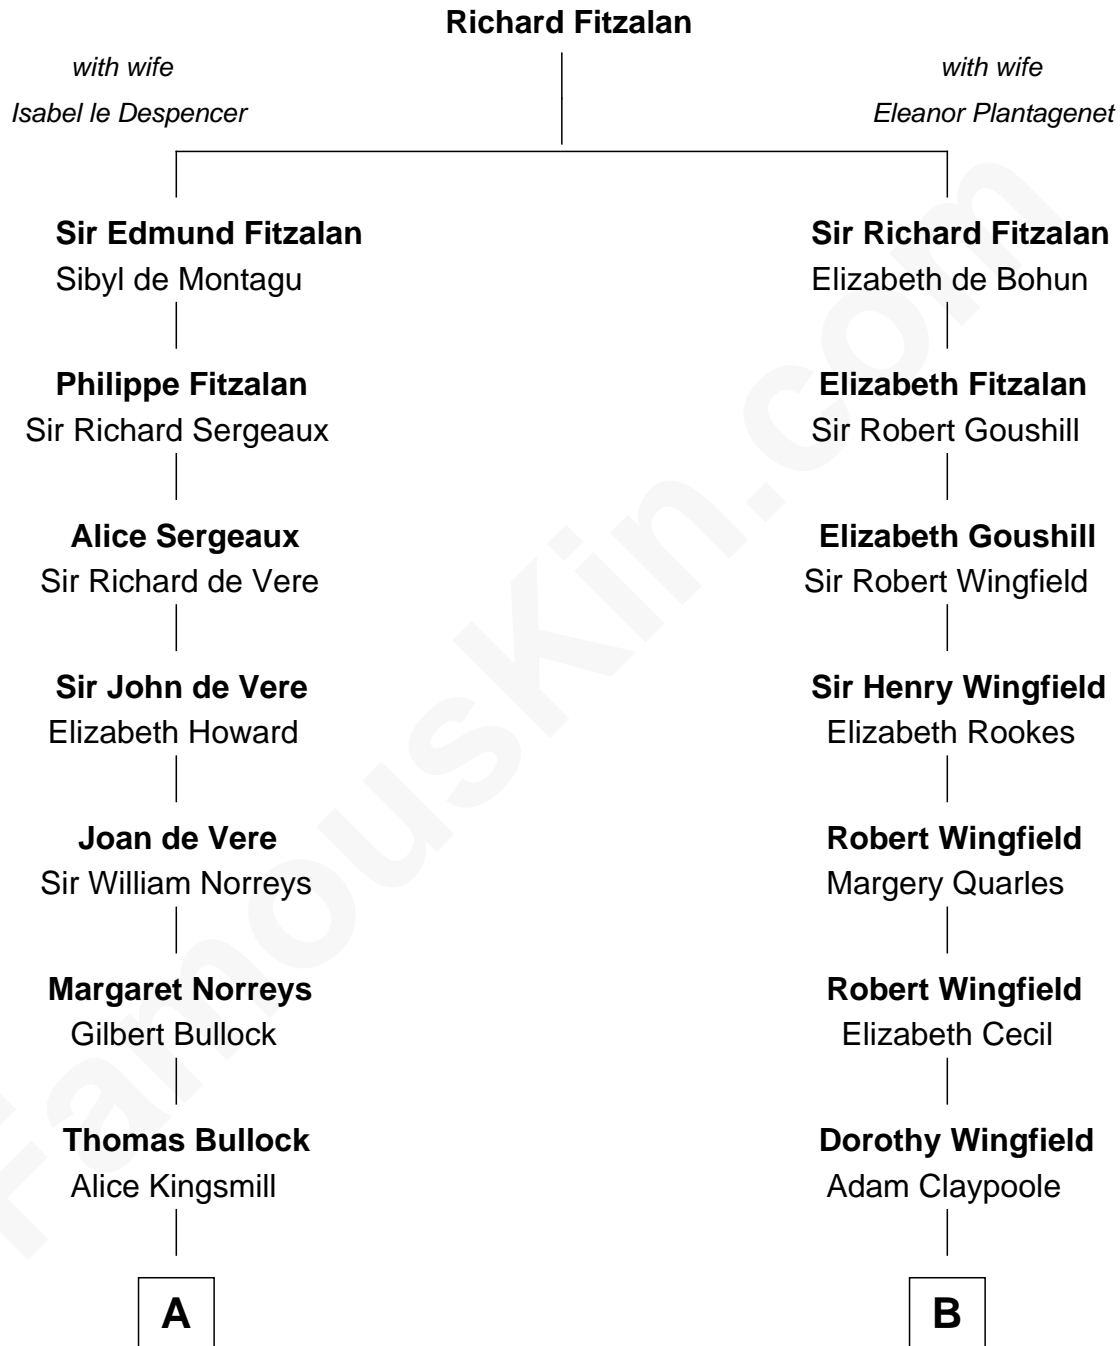 Richard Fitzalan
with wife
Isabel le Despencer
with wife
Eleanor Plantagenet
Sir Edmund Fitzalan
Sibyl de Montagu
Philippe Fitzalan
Sir Richard Sergeaux
Alice Sergeaux
Sir Richard de Vere
Sir John de Vere
Elizabeth Howard
Joan de Vere
Sir William Norreys
Margaret Norreys
Gilbert Bullock
Thomas Bullock
Alice Kingsmill
A
Sir Richard Fitzalan
Elizabeth de Bohun
Elizabeth Fitzalan
Sir Robert Goushill
Elizabeth Goushill
Sir Robert Wingfield
Sir Henry Wingfield
Elizabeth Rookes
Robert Wingfield
Margery Quarles
Robert Wingfield
Elizabeth Cecil
Dorothy Wingfield
Adam Claypoole
B
FamousKin.com